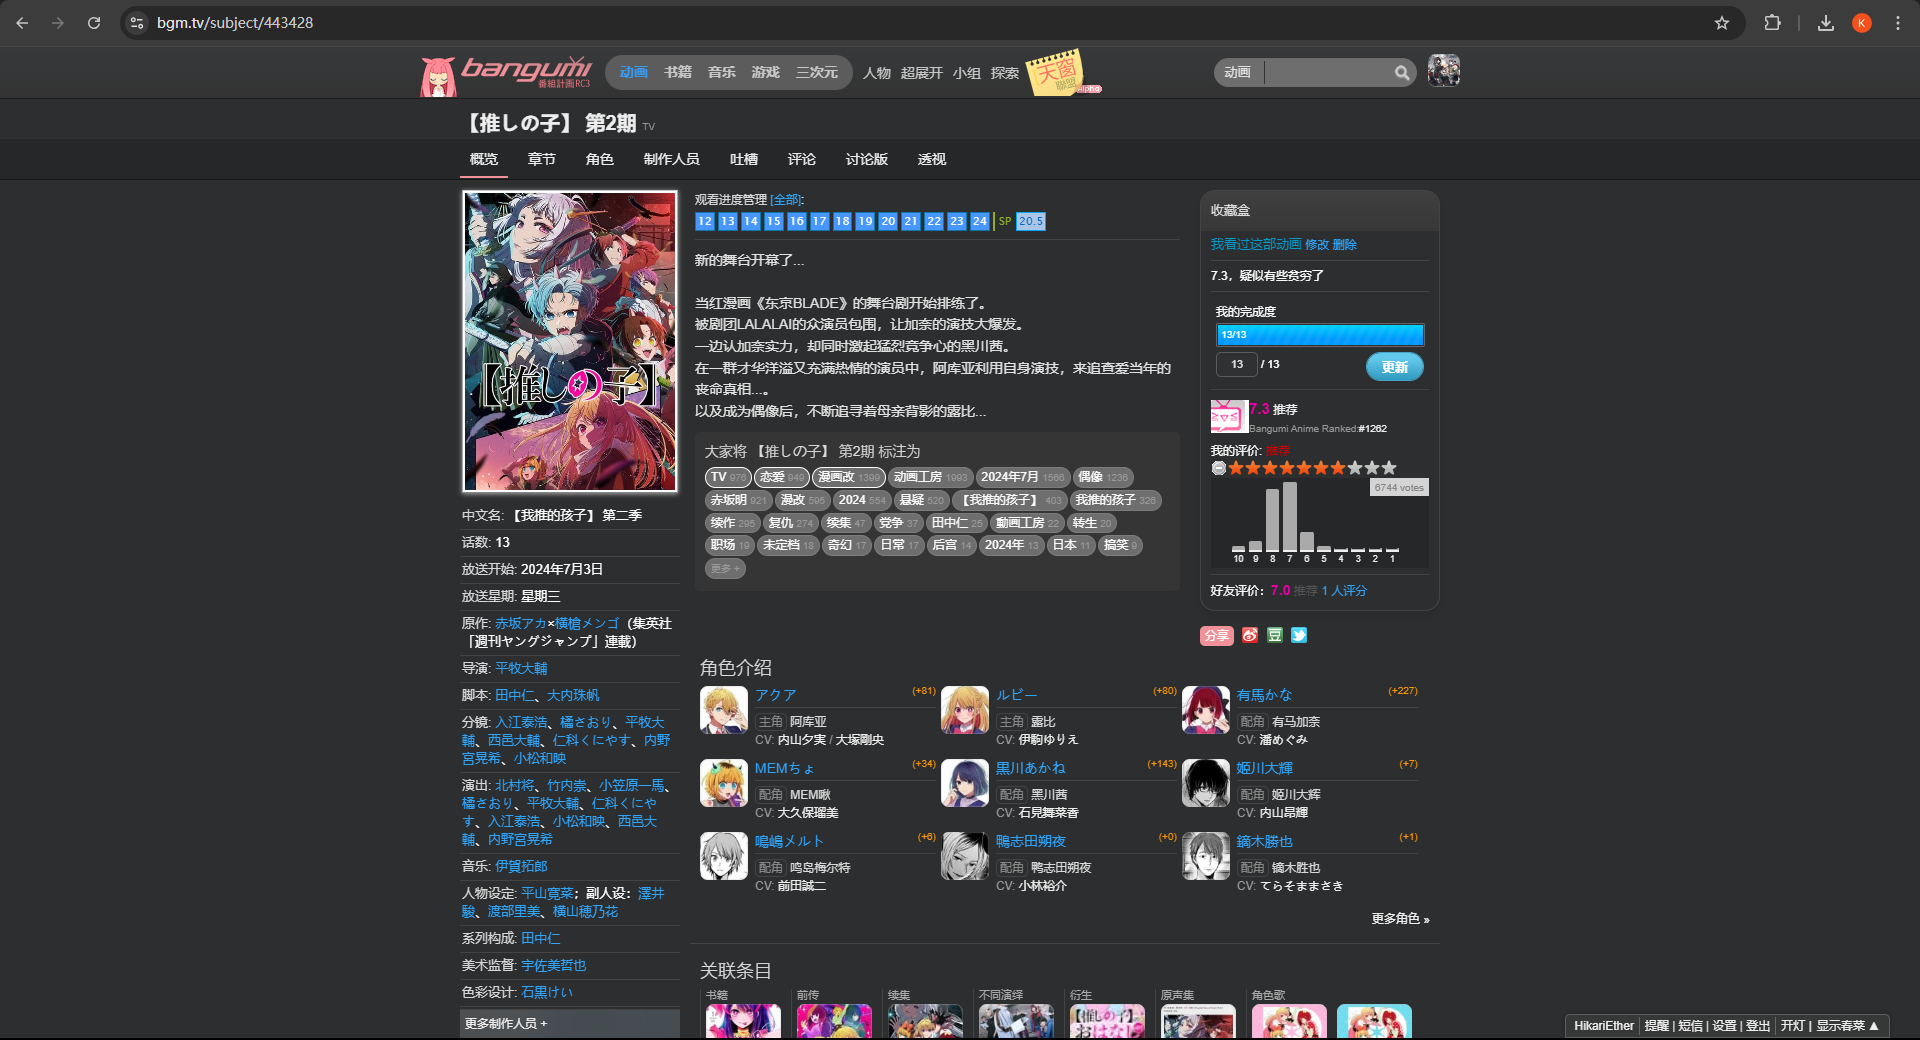 bgm.tv/subject/443428
K
bangumi
番組計画 RC3
动画 书籍 音乐 游戏 三次元 人物 超展开 小组 探索
天窗
联盟
alpha
动画
【推しの子】 第2期 TV
概览 章节 角色 制作人员 吐槽 评论 讨论版 透视
【推しの子】
中文名: 【我推的孩子】 第二季
话数: 13
放送开始: 2024年7月3日
放送星期: 星期三
原作: 赤坂アカ×横槍メンゴ（集英社
「週刊ヤングジャンプ」連載）
导演: 平牧大輔
脚本: 田中仁、大内珠帆
分镜: 入江泰浩、橘さおり、平牧大
輔、西邑大輔、仁科くにやす、内野
宮晃希、小松和映
演出: 北村将、竹内崇、小笠原一馬、
橘さおり、平牧大輔、仁科くにや
す、入江泰浩、小松和映、西邑大
輔、内野宮晃希
音乐: 伊賀拓郎
人物设定: 平山寛菜；副人设：澤井
駿、渡部里美、横山穂乃花
系列构成: 田中仁
美术监督: 宇佐美哲也
色彩设计: 石黒けい
更多制作人员 +
观看进度管理 [全部]:
12 13 14 15 16 17 18 19 20 21 22 23 24 SP 20.5
新的舞台开幕了…
当红漫画《东京BLADE》的舞台剧开始排练了。
被剧团LALALAI的众演员包围，让加奈的演技大爆发。
一边认加奈实力，却同时激起猛烈竞争心的黑川茜。
在一群才华洋溢又充满热情的演员中，阿库亚利用自身演技，来追查爱当年的
丧命真相…。
以及成为偶像后，不断追寻着母亲背影的露比…
大家将 【推しの子】 第2期 标注为
TV 976 恋爱 949 漫画改 1399 动画工房 1993 2024年7月 1566 偶像 1236
赤坂明 921 漫改 595 2024 554 悬疑 520 【我推的孩子】 403 我推的孩子 326
续作 295 复仇 274 续集 47 党争 37 田中仁 25 動画工房 22 转生 20
职场 19 未定档 18 奇幻 17 日常 17 后宫 14 2024年 13 日本 11 搞笑 9
更多 +
收藏盒
我看过这部动画 修改 删除
7.3，疑似有些贫穷了
我的完成度
13/13
13 / 13 更新
7.3 推荐
Bangumi Anime Ranked:#1262
我的评价: 推荐
6744 votes
10 9 8 7 6 5 4 3 2 1
好友评价： 7.0 推荐 1 人评分
分享 豆
角色介绍
アクア (+81)
主角 阿库亚
CV: 内山夕実 / 大塚剛央
ルビー (+80)
主角 露比
CV: 伊駒ゆりえ
有馬かな (+227)
配角 有马加奈
CV: 潘めぐみ
MEMちょ (+34)
配角 MEM啾
CV: 大久保瑠美
黒川あかね (+143)
配角 黑川茜
CV: 石見舞菜香
姫川大輝 (+7)
配角 姬川大辉
CV: 内山昂輝
鳴嶋メルト (+6)
配角 鸣岛梅尔特
CV: 前田誠二
鴨志田朔夜 (+0)
配角 鸭志田朔夜
CV: 小林裕介
鏑木勝也 (+1)
配角 镝木胜也
CV: てらそままさき
更多角色 »
关联条目
书籍 前传 续集 不同演绎 衍生 原声集 角色歌
【推しの子】
おはなし
HikariEther 提醒 | 短信 | 设置 | 登出 开灯 | 显示春菜 ▲